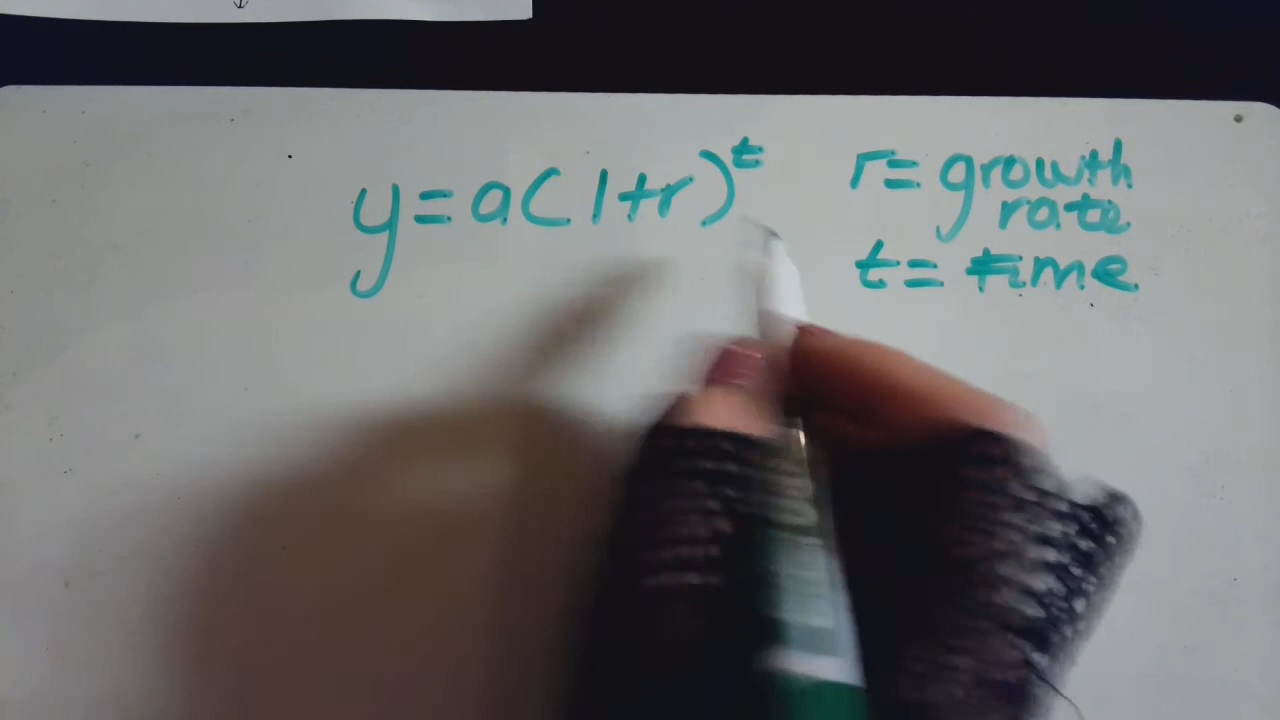 y = a(1+r)^t
r = growth
rate
t = time